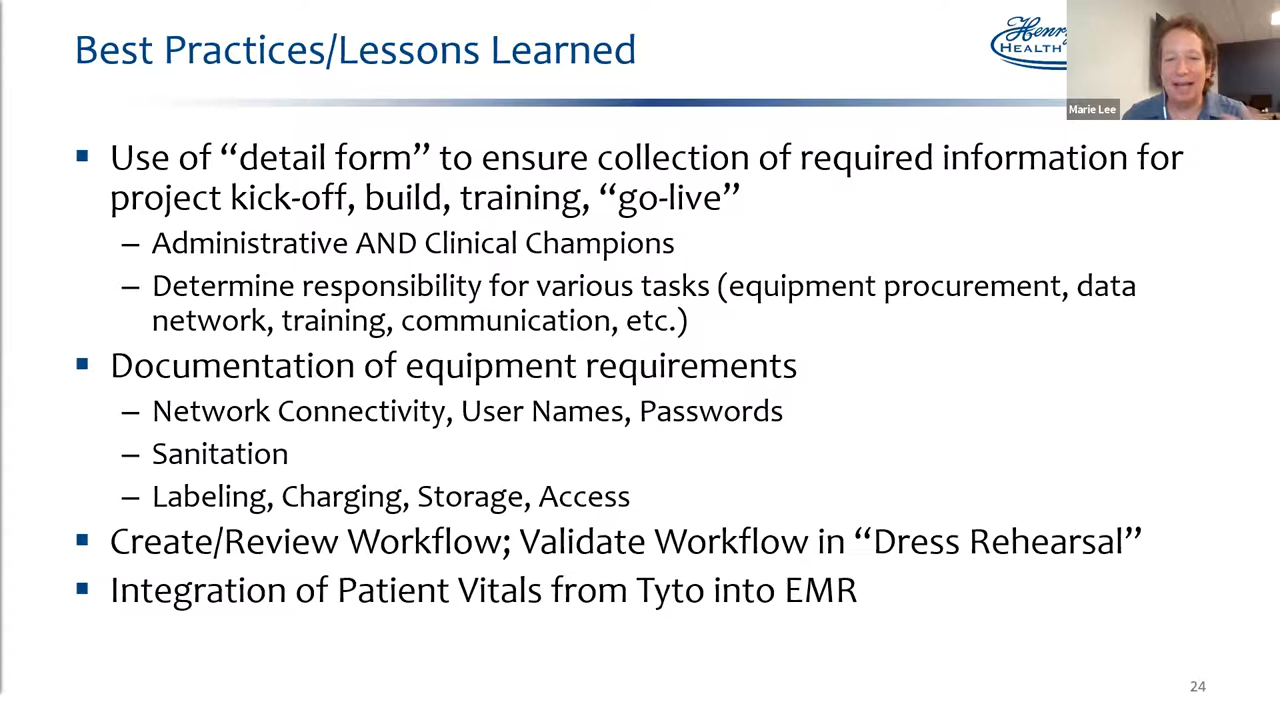 Best Practices/Lessons Learned
Henry
HEALTH
Marie Lee
▪ Use of “detail form” to ensure collection of required information for
project kick-off, build, training, “go-live”
– Administrative AND Clinical Champions
– Determine responsibility for various tasks (equipment procurement, data
network, training, communication, etc.)
▪ Documentation of equipment requirements
– Network Connectivity, User Names, Passwords
– Sanitation
– Labeling, Charging, Storage, Access
▪ Create/Review Workflow; Validate Workflow in “Dress Rehearsal”
▪ Integration of Patient Vitals from Tyto into EMR
24